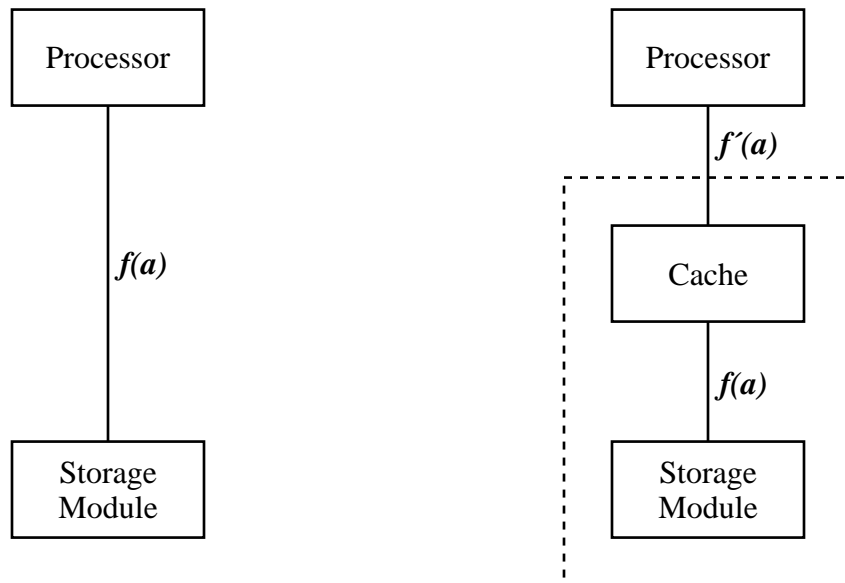 Processor
f(a)
Storage
Module
Processor
f´(a)
Cache
f(a)
Storage
Module